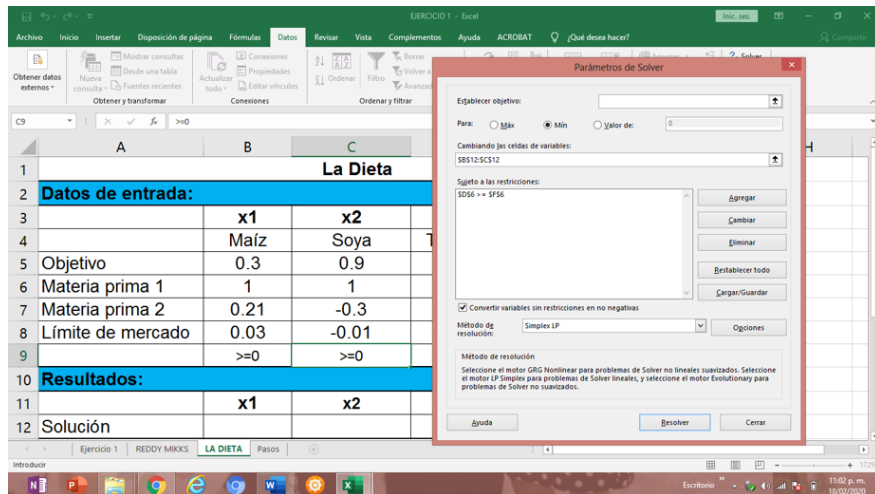 EJERCICIO 1 - Excel
Inic. ses.
Archivo Inicio Insertar Disposición de página Fórmulas Datos Revisar Vista Complementos Ayuda ACROBAT ¿Qué desea hacer? Compartir
Obtener datos externos
Nueva consulta
Mostrar consultas
Desde una tabla
Fuentes recientes
Obtener y transformar
Actualizar todo
Conexiones
Propiedades
Editar vínculos
Conexiones
Ordenar
Filtro
Borrar
Volver a
Avanzad
Ordenar y filtrar
Solver
C9 fx >=0
A B C H
1 La Dieta
2 Datos de entrada:
3 x1 x2
4 Maíz Soya T
5 Objetivo 0.3 0.9
6 Materia prima 1 1 1
7 Materia prima 2 0.21 -0.3
8 Límite de mercado 0.03 -0.01
9 >=0 >=0
10 Resultados:
11 x1 x2
12 Solución
Parámetros de Solver
Establecer objetivo:
Para: Máx Mín Valor de: 0
Cambiando las celdas de variables:
$B$12:$C$12
Sujeto a las restricciones:
$D$6 >= $F$6
Agregar
Cambiar
Eliminar
Restablecer todo
Cargar/Guardar
Convertir variables sin restricciones en no negativas
Método de resolución: Simplex LP Opciones
Método de resolución
Seleccione el motor GRG Nonlinear para problemas de Solver no lineales suavizados. Seleccione
el motor LP Simplex para problemas de Solver lineales, y seleccione el motor Evolutionary para
problemas de Solver no suavizados.
Ayuda Resolver Cerrar
Ejercicio 1 REDDY MIKKS LA DIETA Pasos
Introducir
Escritorio
11:02 p. m.
18/02/2020